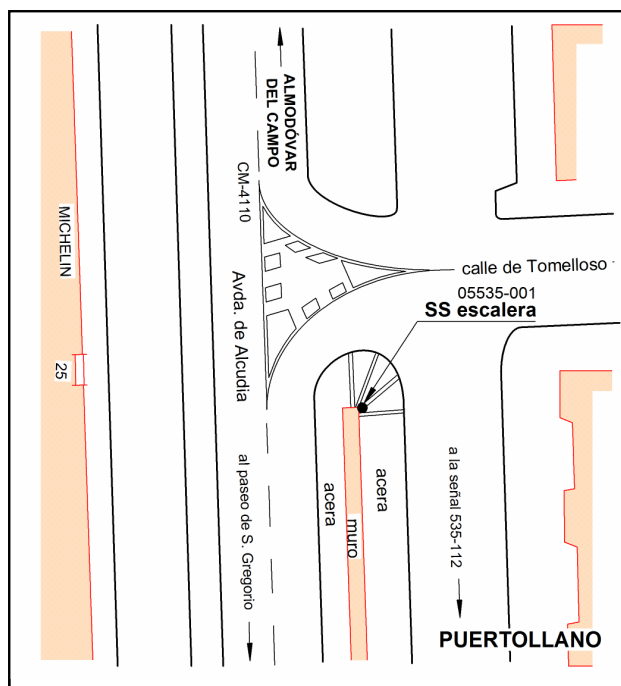 ALMODÓVAR
DEL CAMPO
CM-4110
MICHELIN
calle de Tomelloso
05535-001
SS escalera
Avda. de Alcudia
25
al paseo de S. Gregorio
acera
muro
acera
a la señal 535-112
PUERTOLLANO